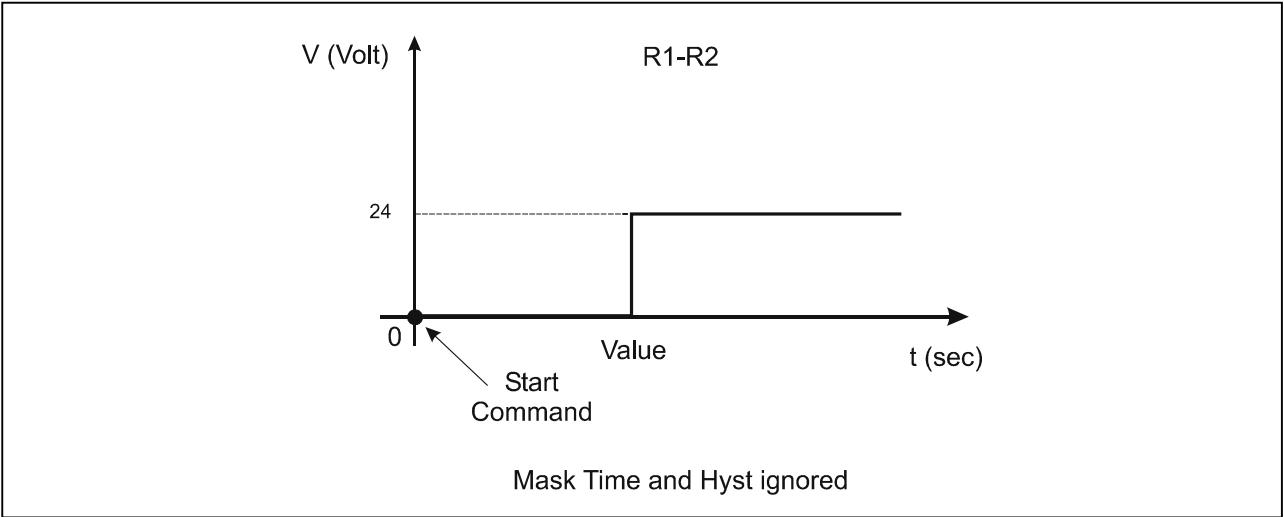 V (Volt)
R1-R2
24
0
Value
t (sec)
Start
Command
Mask Time and Hyst ignored